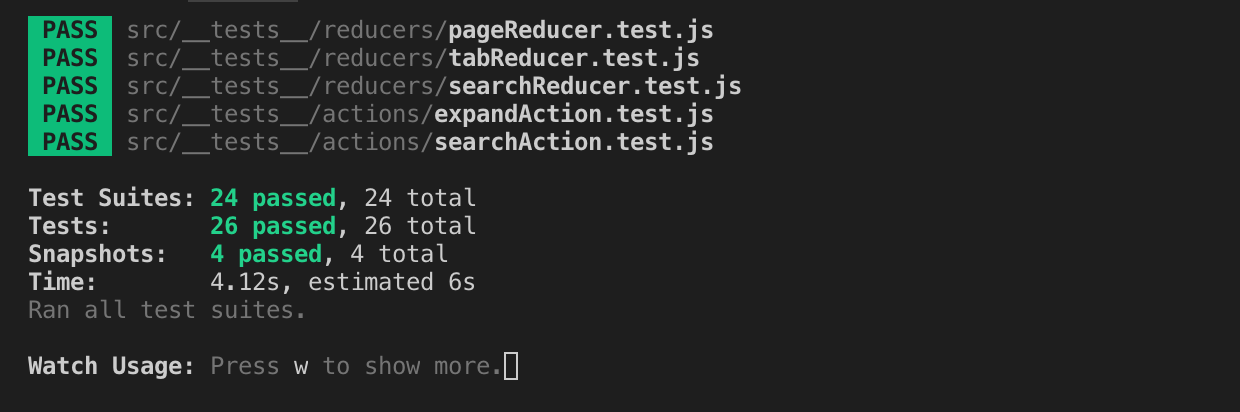 PASS src/__tests__/reducers/pageReducer.test.js
PASS src/__tests__/reducers/tabReducer.test.js
PASS src/__tests__/reducers/searchReducer.test.js
PASS src/__tests__/actions/expandAction.test.js
PASS src/__tests__/actions/searchAction.test.js
Test Suites: 24 passed, 24 total
Tests: 26 passed, 26 total
Snapshots: 4 passed, 4 total
Time: 4.12s, estimated 6s
Ran all test suites.
Watch Usage: Press w to show more.